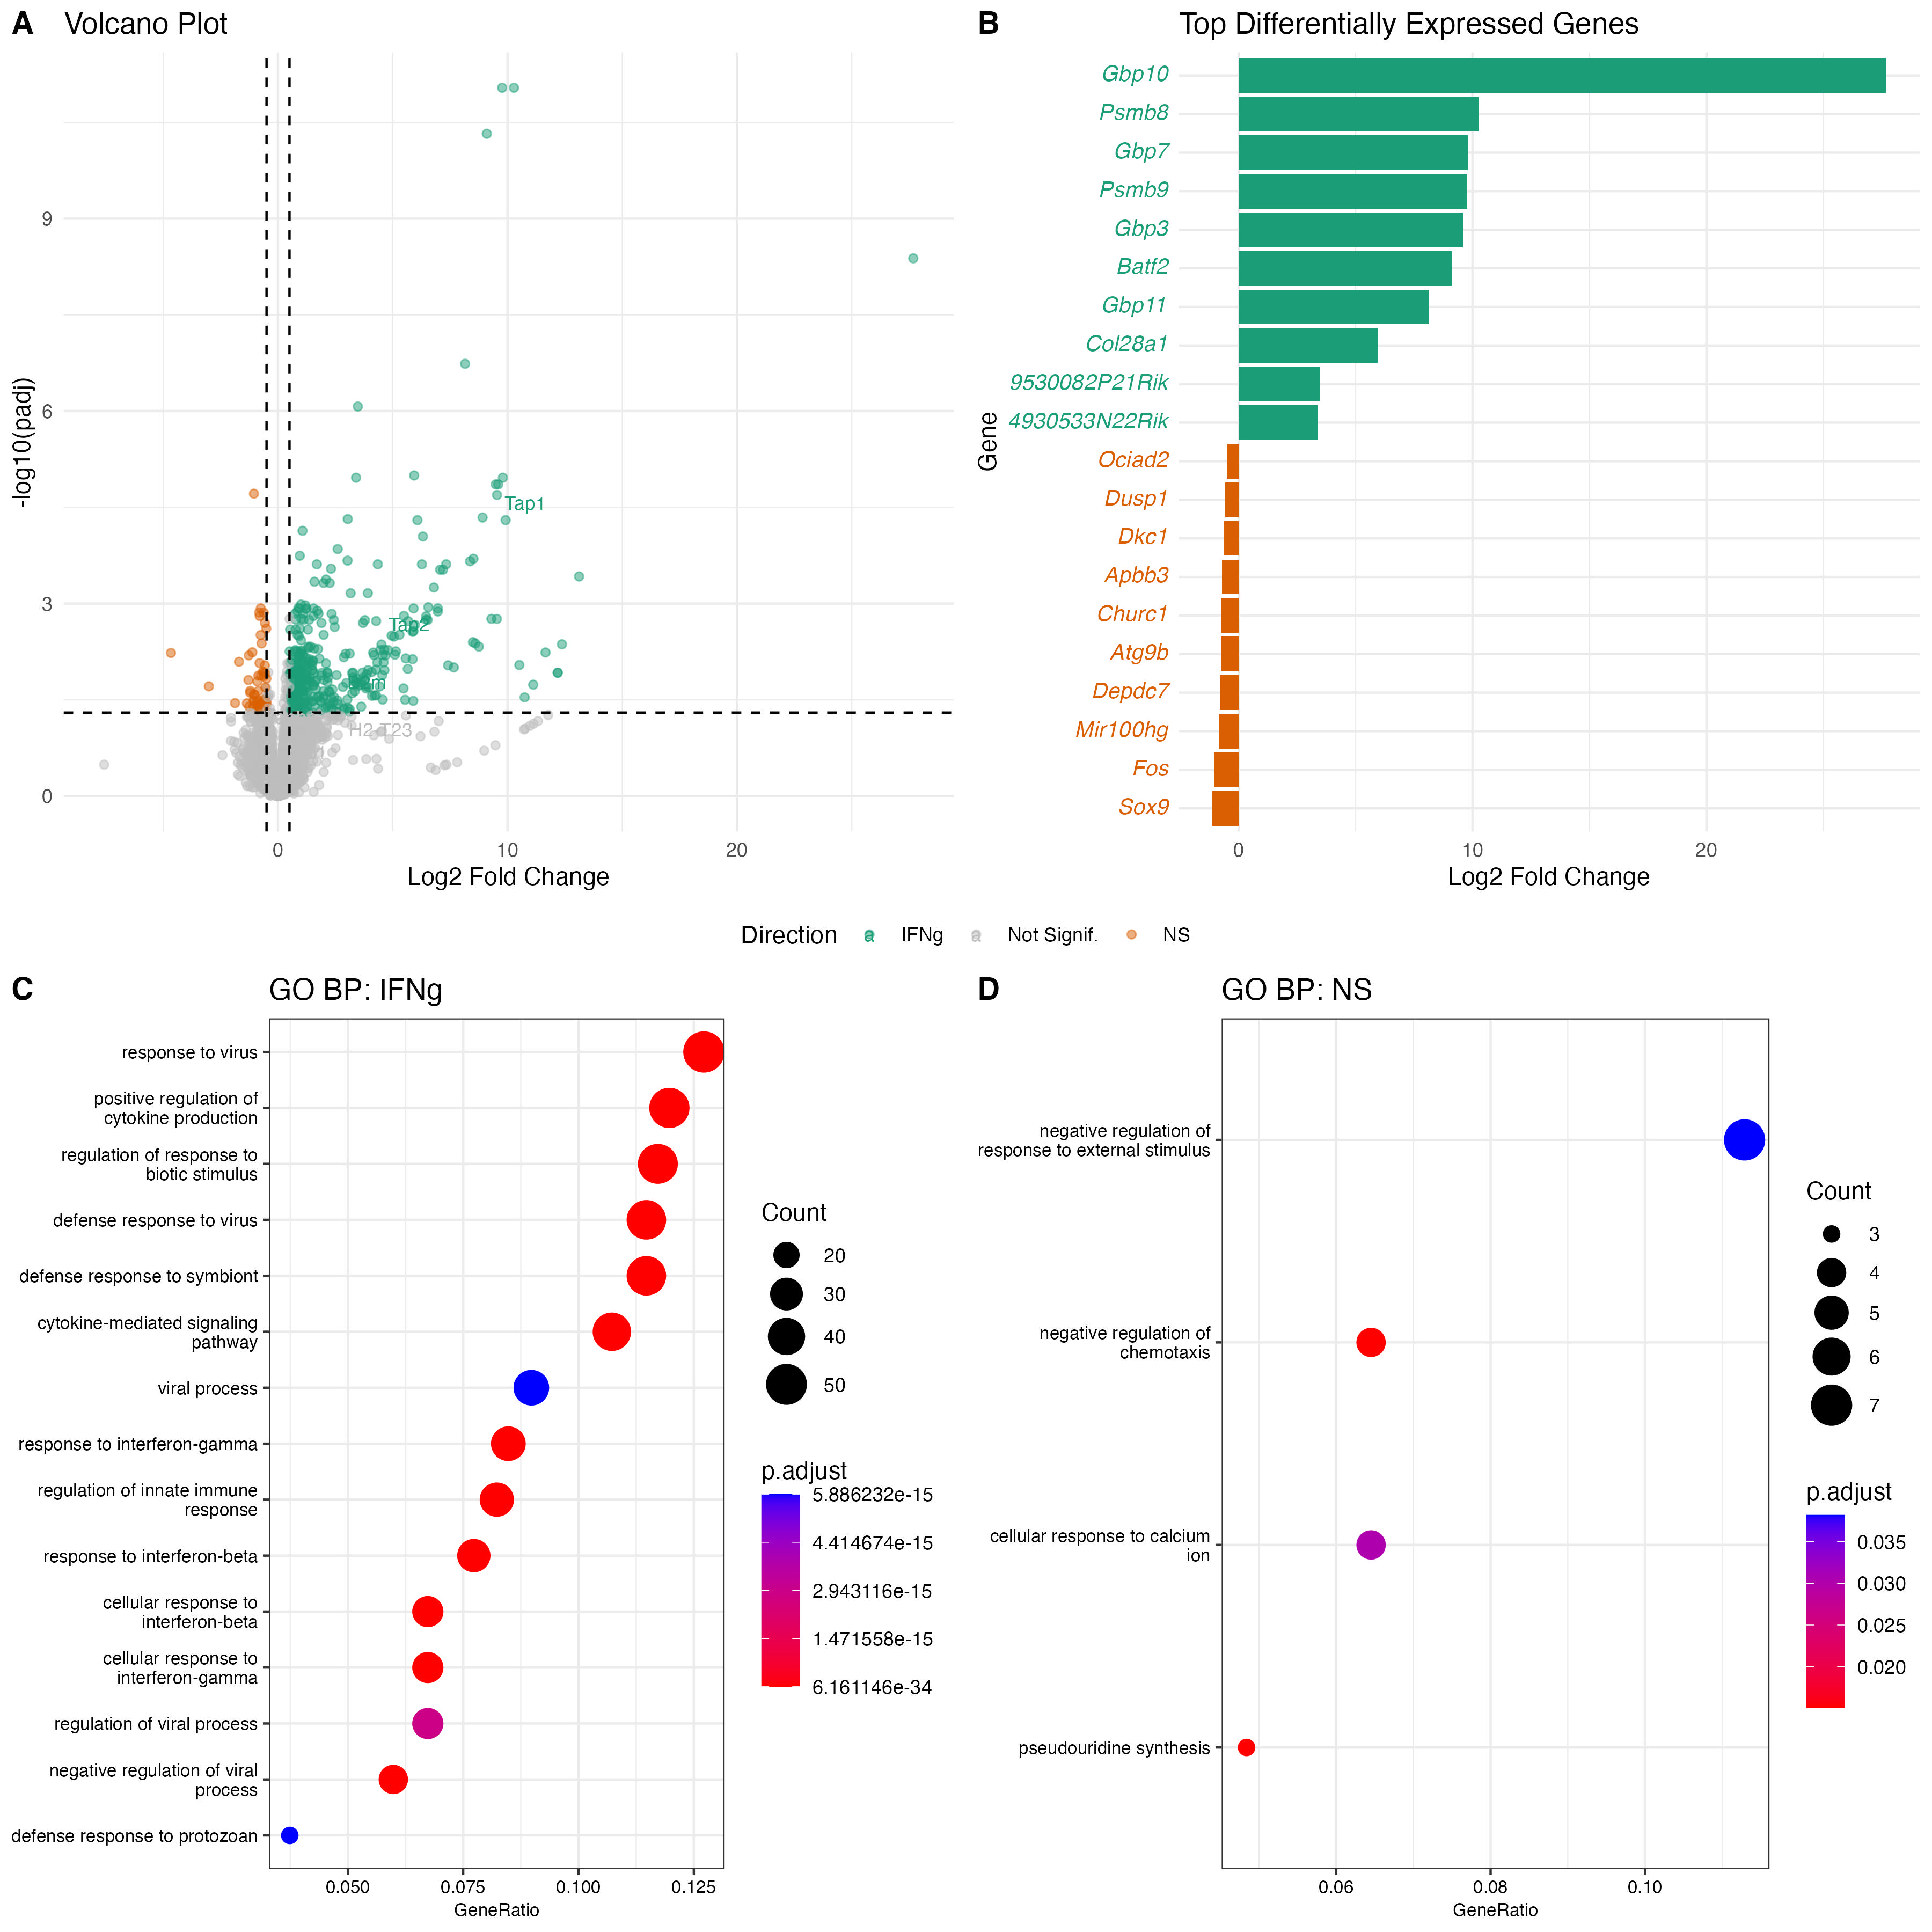 A Volcano Plot
-log10(padj)
9
6
3
0
Tap1
Tap2
H2-T23
0 10 20
Log2 Fold Change
B Top Differentially Expressed Genes
Gene
Gbp10
Psmb8
Gbp7
Psmb9
Gbp3
Batf2
Gbp11
Col28a1
9530082P21Rik
4930533N22Rik
Ociad2
Dusp1
Dkc1
Apbb3
Churc1
Atg9b
Depdc7
Mir100hg
Fos
Sox9
0 10 20
Log2 Fold Change
Direction a IFNg a Not Signif. NS
C GO BP: IFNg
response to virus
positive regulation of
cytokine production
regulation of response to
biotic stimulus
defense response to virus
defense response to symbiont
cytokine-mediated signaling
pathway
viral process
response to interferon-gamma
regulation of innate immune
response
response to interferon-beta
cellular response to
interferon-beta
cellular response to
interferon-gamma
regulation of viral process
negative regulation of viral
process
defense response to protozoan
0.050 0.075 0.100 0.125
GeneRatio
Count
20
30
40
50
p.adjust
5.886232e-15
4.414674e-15
2.943116e-15
1.471558e-15
6.161146e-34
D GO BP: NS
negative regulation of
response to external stimulus
negative regulation of
chemotaxis
cellular response to calcium
ion
pseudouridine synthesis
0.06 0.08 0.10
GeneRatio
Count
3
4
5
6
7
p.adjust
0.035
0.030
0.025
0.020